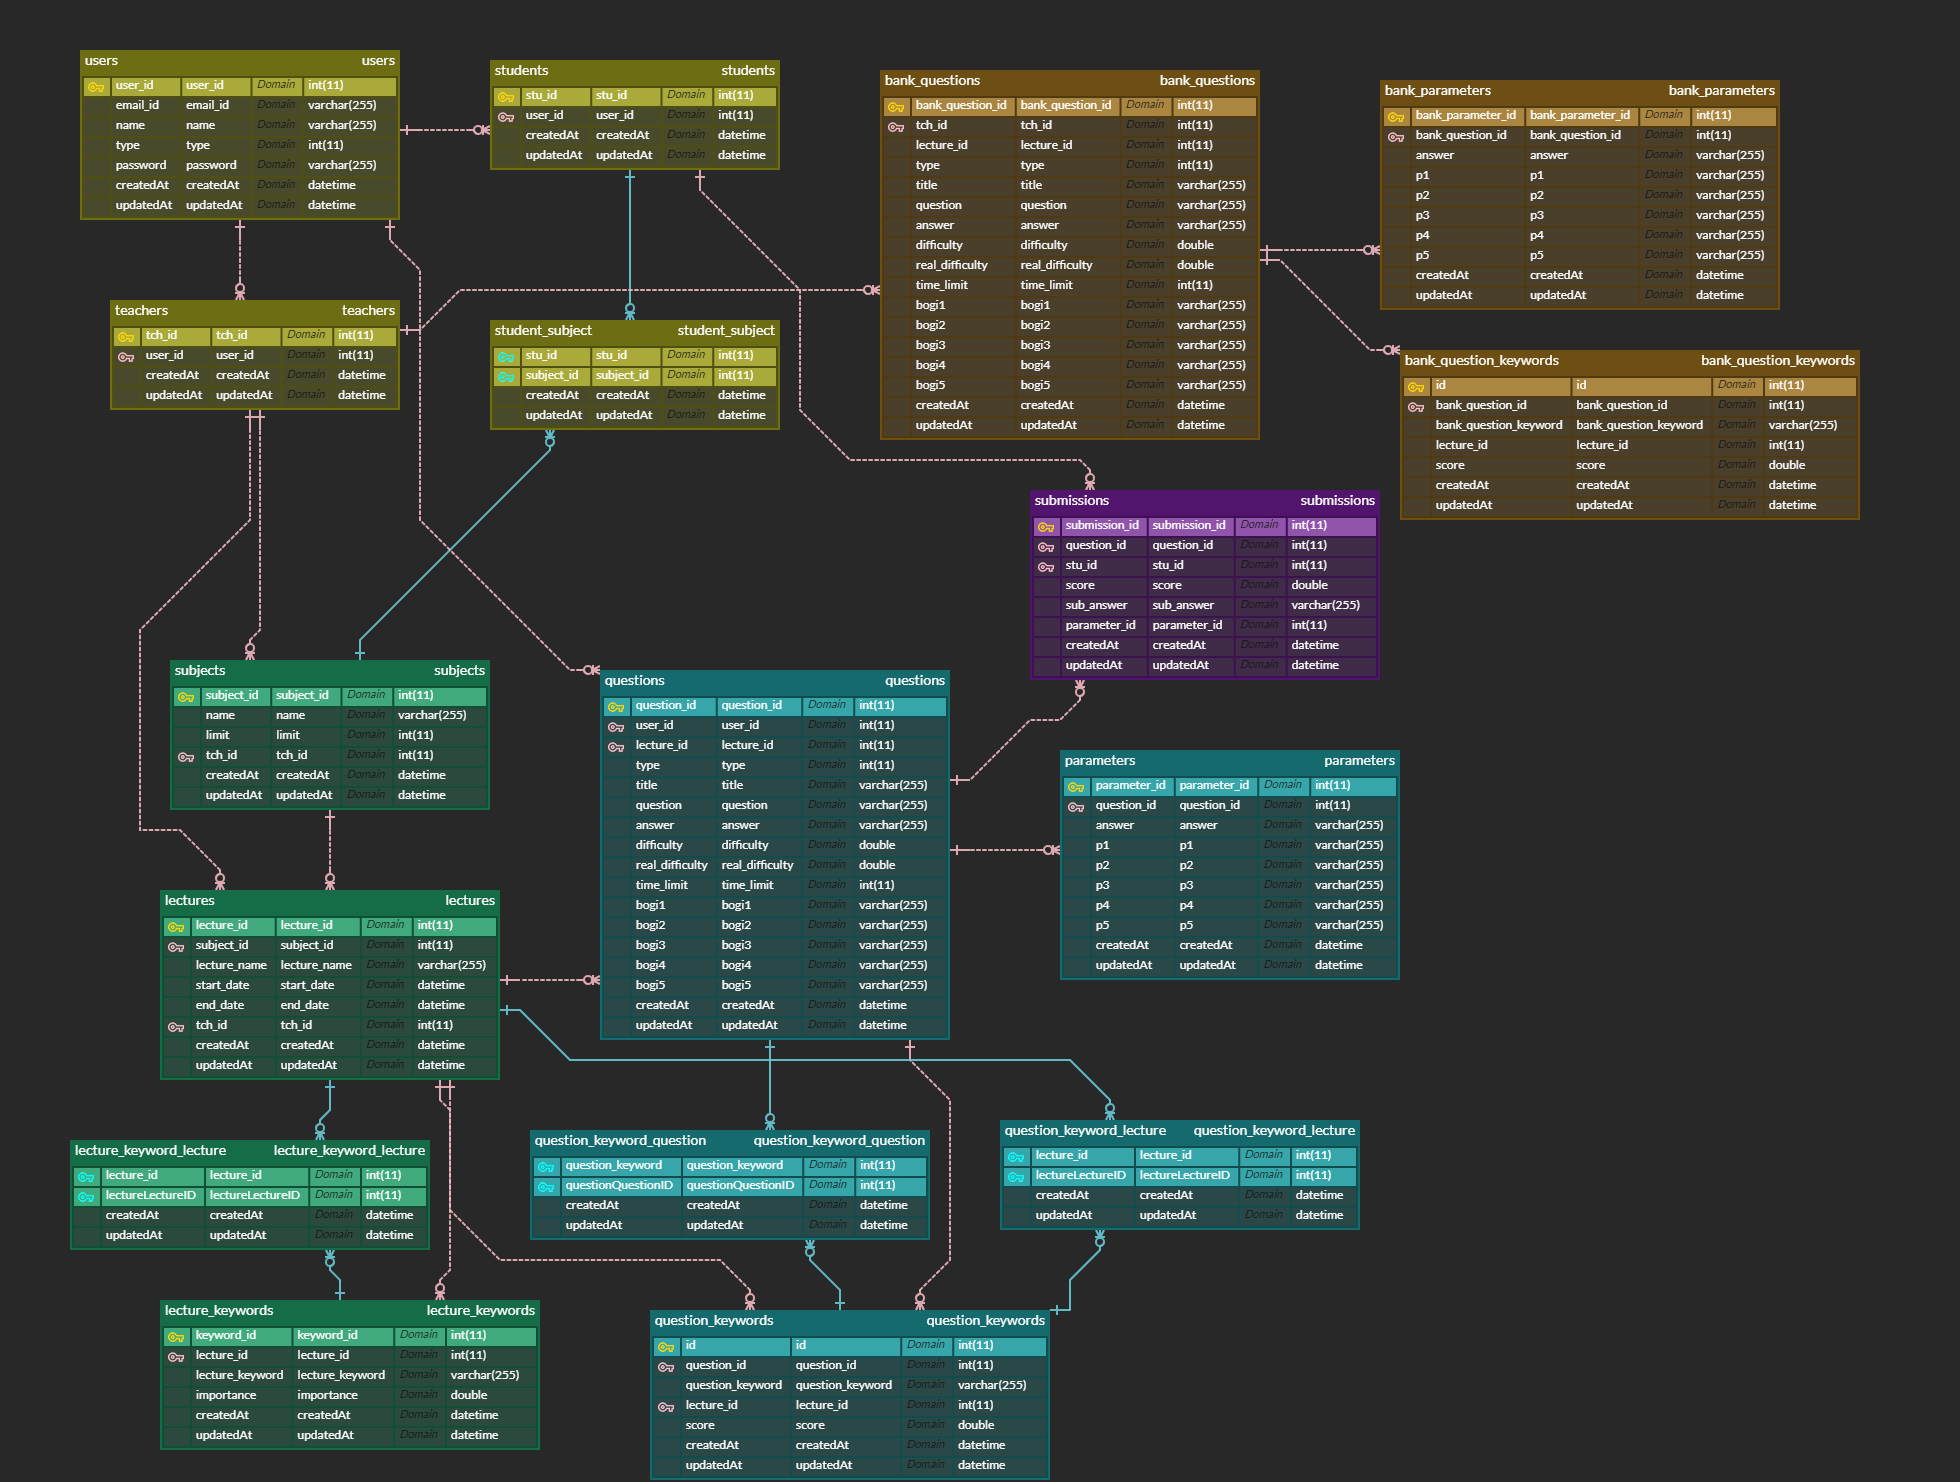 users users
user_id user_id Domain int(11)
email_id email_id Domain varchar(255)
name name Domain varchar(255)
type type Domain int(11)
password password Domain varchar(255)
createdAt createdAt Domain datetime
updatedAt updatedAt Domain datetime
students students
stu_id stu_id Domain int(11)
user_id user_id Domain int(11)
createdAt createdAt Domain datetime
updatedAt updatedAt Domain datetime
bank_questions bank_questions
bank_question_id bank_question_id Domain int(11)
tch_id tch_id Domain int(11)
lecture_id lecture_id Domain int(11)
type type Domain int(11)
title title Domain varchar(255)
question question Domain varchar(255)
answer answer Domain varchar(255)
difficulty difficulty Domain double
real_difficulty real_difficulty Domain double
time_limit time_limit Domain int(11)
bogi1 bogi1 Domain varchar(255)
bogi2 bogi2 Domain varchar(255)
bogi3 bogi3 Domain varchar(255)
bogi4 bogi4 Domain varchar(255)
bogi5 bogi5 Domain varchar(255)
createdAt createdAt Domain datetime
updatedAt updatedAt Domain datetime
bank_parameters bank_parameters
bank_parameter_id bank_parameter_id Domain int(11)
bank_question_id bank_question_id Domain int(11)
answer answer Domain varchar(255)
p1 p1 Domain varchar(255)
p2 p2 Domain varchar(255)
p3 p3 Domain varchar(255)
p4 p4 Domain varchar(255)
p5 p5 Domain varchar(255)
createdAt createdAt Domain datetime
updatedAt updatedAt Domain datetime
teachers teachers
tch_id tch_id Domain int(11)
user_id user_id Domain int(11)
createdAt createdAt Domain datetime
updatedAt updatedAt Domain datetime
student_subject student_subject
stu_id stu_id Domain int(11)
subject_id subject_id Domain int(11)
createdAt createdAt Domain datetime
updatedAt updatedAt Domain datetime
bank_question_keywords bank_question_keywords
id id Domain int(11)
bank_question_id bank_question_id Domain int(11)
bank_question_keyword bank_question_keyword Domain varchar(255)
lecture_id lecture_id Domain int(11)
score score Domain double
createdAt createdAt Domain datetime
updatedAt updatedAt Domain datetime
submissions submissions
submission_id submission_id Domain int(11)
question_id question_id Domain int(11)
stu_id stu_id Domain int(11)
score score Domain double
sub_answer sub_answer Domain varchar(255)
parameter_id parameter_id Domain int(11)
createdAt createdAt Domain datetime
updatedAt updatedAt Domain datetime
subjects subjects
subject_id subject_id Domain int(11)
name name Domain varchar(255)
limit limit Domain int(11)
tch_id tch_id Domain int(11)
createdAt createdAt Domain datetime
updatedAt updatedAt Domain datetime
questions questions
question_id question_id Domain int(11)
user_id user_id Domain int(11)
lecture_id lecture_id Domain int(11)
type type Domain int(11)
title title Domain varchar(255)
question question Domain varchar(255)
answer answer Domain varchar(255)
difficulty difficulty Domain double
real_difficulty real_difficulty Domain double
time_limit time_limit Domain int(11)
bogi1 bogi1 Domain varchar(255)
bogi2 bogi2 Domain varchar(255)
bogi3 bogi3 Domain varchar(255)
bogi4 bogi4 Domain varchar(255)
bogi5 bogi5 Domain varchar(255)
createdAt createdAt Domain datetime
updatedAt updatedAt Domain datetime
parameters parameters
parameter_id parameter_id Domain int(11)
question_id question_id Domain int(11)
answer answer Domain varchar(255)
p1 p1 Domain varchar(255)
p2 p2 Domain varchar(255)
p3 p3 Domain varchar(255)
p4 p4 Domain varchar(255)
p5 p5 Domain varchar(255)
createdAt createdAt Domain datetime
updatedAt updatedAt Domain datetime
lectures lectures
lecture_id lecture_id Domain int(11)
subject_id subject_id Domain int(11)
lecture_name lecture_name Domain varchar(255)
start_date start_date Domain datetime
end_date end_date Domain datetime
tch_id tch_id Domain int(11)
createdAt createdAt Domain datetime
updatedAt updatedAt Domain datetime
lecture_keyword_lecture lecture_keyword_lecture
lecture_id lecture_id Domain int(11)
lectureLectureID lectureLectureID Domain int(11)
createdAt createdAt Domain datetime
updatedAt updatedAt Domain datetime
question_keyword_question question_keyword_question
question_keyword question_keyword Domain int(11)
questionQuestionID questionQuestionID Domain int(11)
createdAt createdAt Domain datetime
updatedAt updatedAt Domain datetime
question_keyword_lecture question_keyword_lecture
lecture_id lecture_id Domain int(11)
lectureLectureID lectureLectureID Domain int(11)
createdAt createdAt Domain datetime
updatedAt updatedAt Domain datetime
lecture_keywords lecture_keywords
keyword_id keyword_id Domain int(11)
lecture_id lecture_id Domain int(11)
lecture_keyword lecture_keyword Domain varchar(255)
importance importance Domain double
createdAt createdAt Domain datetime
updatedAt updatedAt Domain datetime
question_keywords question_keywords
id id Domain int(11)
question_id question_id Domain int(11)
question_keyword question_keyword Domain varchar(255)
lecture_id lecture_id Domain int(11)
score score Domain double
createdAt createdAt Domain datetime
updatedAt updatedAt Domain datetime